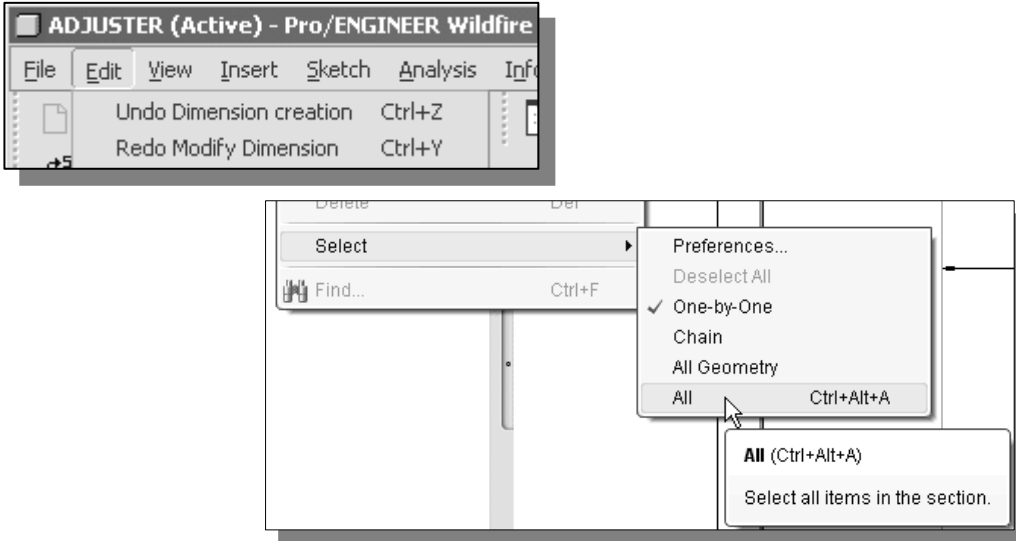 ADJUSTER (Active) - Pro/ENGINEER Wildfire
File Edit View Insert Sketch Analysis
Undo Dimension creation Ctrl+Z
Redo Modify Dimension Ctrl+Y
Delete Del
Select
Find... Ctrl+F
Preferences...
Deselect All
One-by-One
Chain
All Geometry
All Ctrl+Alt+A
All (Ctrl+Alt+A)
Select all items in the section.